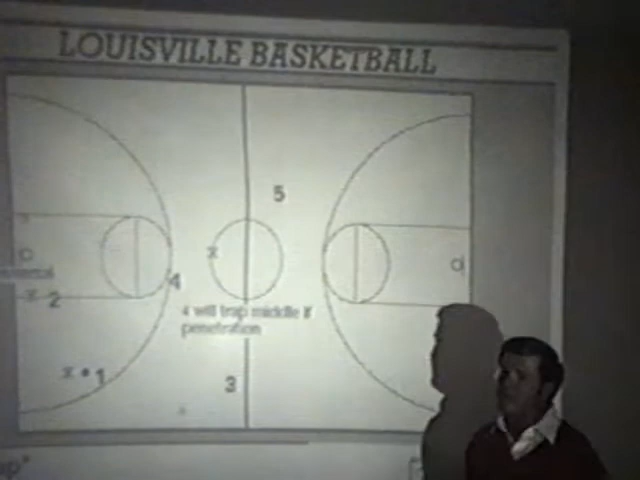 LOUISVILLE BASKETBALL
5
x
4
x 2
4 will trap middle if
penetration
x • 1
3